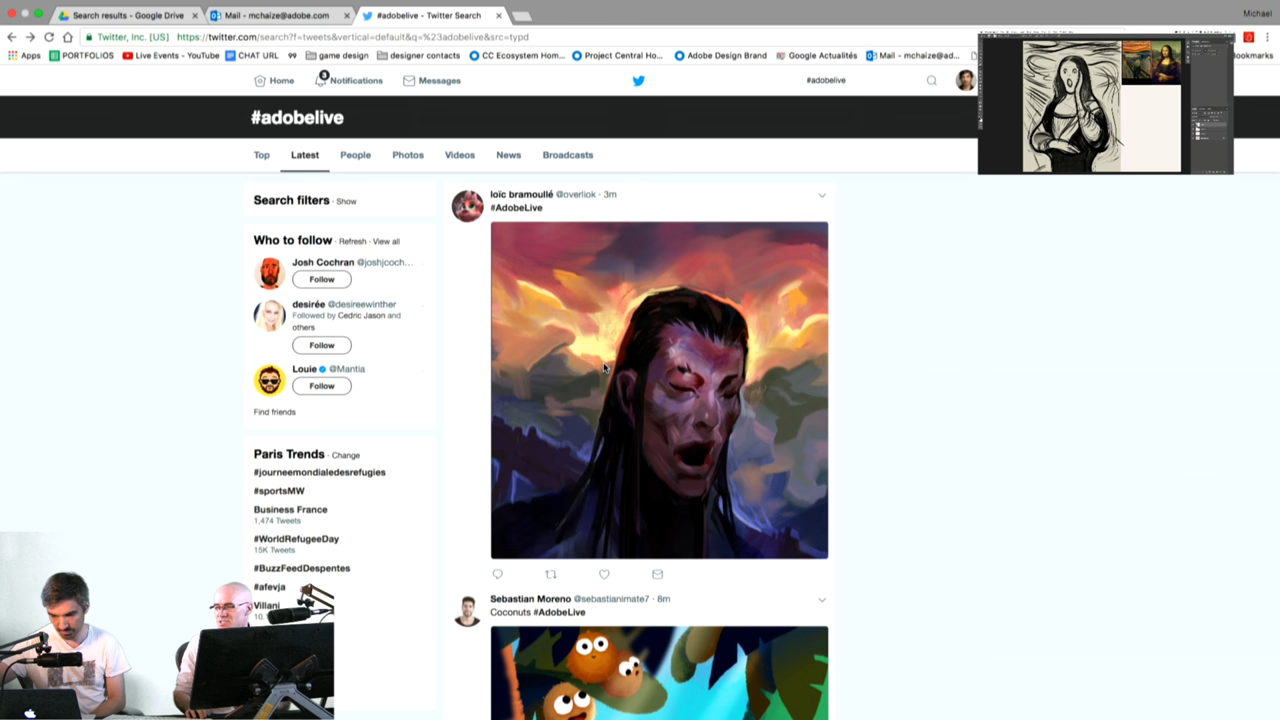 Search results - Google Drive
Mail - mchaize@adobe.com
#adobelive - Twitter Search
Michael
Twitter, Inc. [US]
https://twitter.com/search?f=tweets&vertical=default&q=%23adobelive&src=typd
Apps
PORTFOLIOS
Live Events - YouTube
CHAT URL
game design
designer contacts
CC Ecosystem Hom...
Project Central Ho...
Adobe Design Brand
Google Actualités
Mail - mchaize@ad...
Bookmarks
Home
3
Notifications
Messages
#adobelive
#adobelive
Top
Latest
People
Photos
Videos
News
Broadcasts
Search filters · Show
Who to follow · Refresh · View all
Josh Cochran @joshjcoch...
Follow
desirée @desireewinther
Followed by Cedric Jason and
others
Follow
Louie @Mantia
Follow
Find friends
Paris Trends · Change
#journeemondialedesrefugies
#sportsMW
Business France
1,474 Tweets
#WorldRefugeeDay
15K Tweets
#BuzzFeedDespentes
#afevja
Villani
10.
loïc bramoullé @overliok · 3m
#AdobeLive
Sebastian Moreno @sebastianimate7 · 8m
Coconuts #AdobeLive